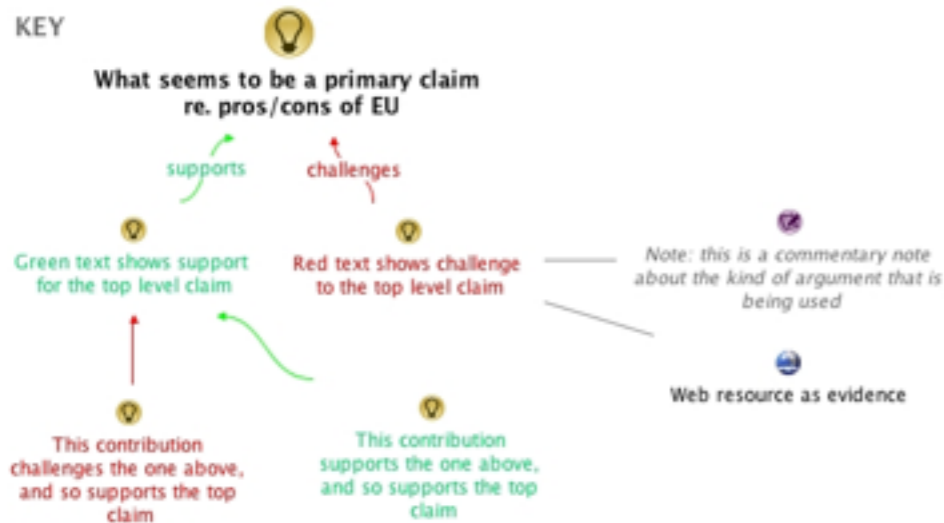 KEY
What seems to be a primary claim
re. pros/cons of EU
supports
challenges
Green text shows support
for the top level claim
Red text shows challenge
to the top level claim
Note: this is a commentary note
about the kind of argument that is
being used
Web resource as evidence
This contribution
challenges the one above,
and so supports the top
claim
This contribution
supports the one above,
and so supports the top
claim